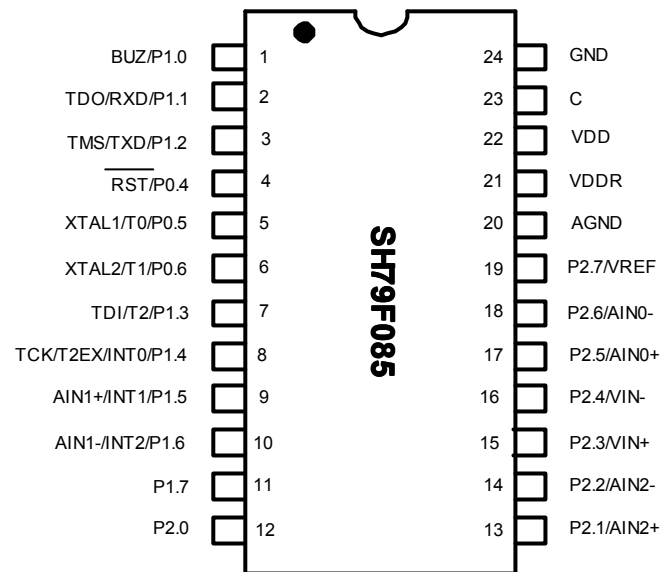 BUZ/P1.0 1 24 GND
TDO/RXD/P1.1 2 23 C
TMS/TXD/P1.2 3 22 VDD
RST/P0.4 4 21 VDDR
XTAL1/T0/P0.5 5 20 AGND
XTAL2/T1/P0.6 6 19 P2.7/VREF
TDI/T2/P1.3 7 18 P2.6/AIN0-
TCK/T2EX/INT0/P1.4 8 17 P2.5/AIN0+
AIN1+/INT1/P1.5 9 16 P2.4/VIN-
AIN1-/INT2/P1.6 10 15 P2.3/VIN+
P1.7 11 14 P2.2/AIN2-
P2.0 12 13 P2.1/AIN2+
SH79F085